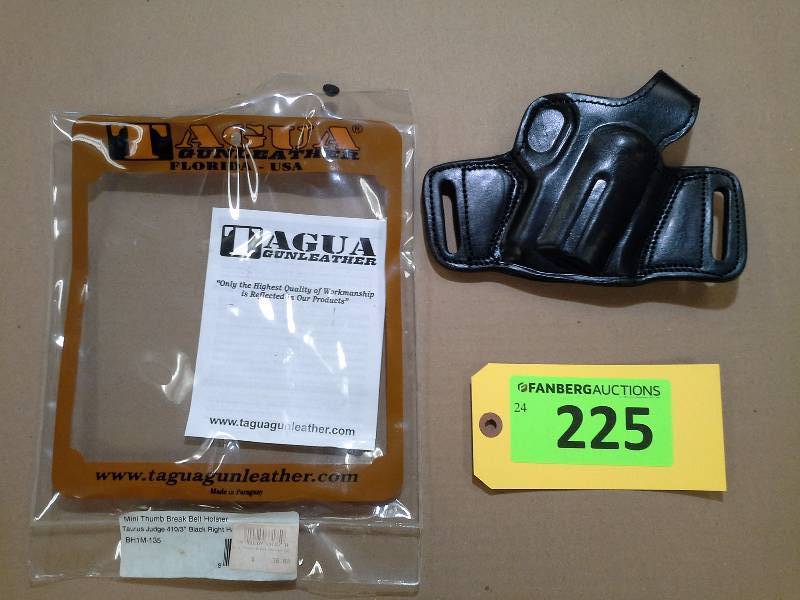 TAGUA®
GUNLEATHER
FLORIDA - USA
TAGUA
GUNLEATHER
"Only the Highest Quality of Workmanship
is Reflected in Our Products"
www.taguagunleather.com
www.taguagunleather.com
Made in Paraguay
Mini Thumb Break Belt Holster
Taurus Judge 410/3" Black Right
BH1M-135
FANBERGAUCTIONS
24
225